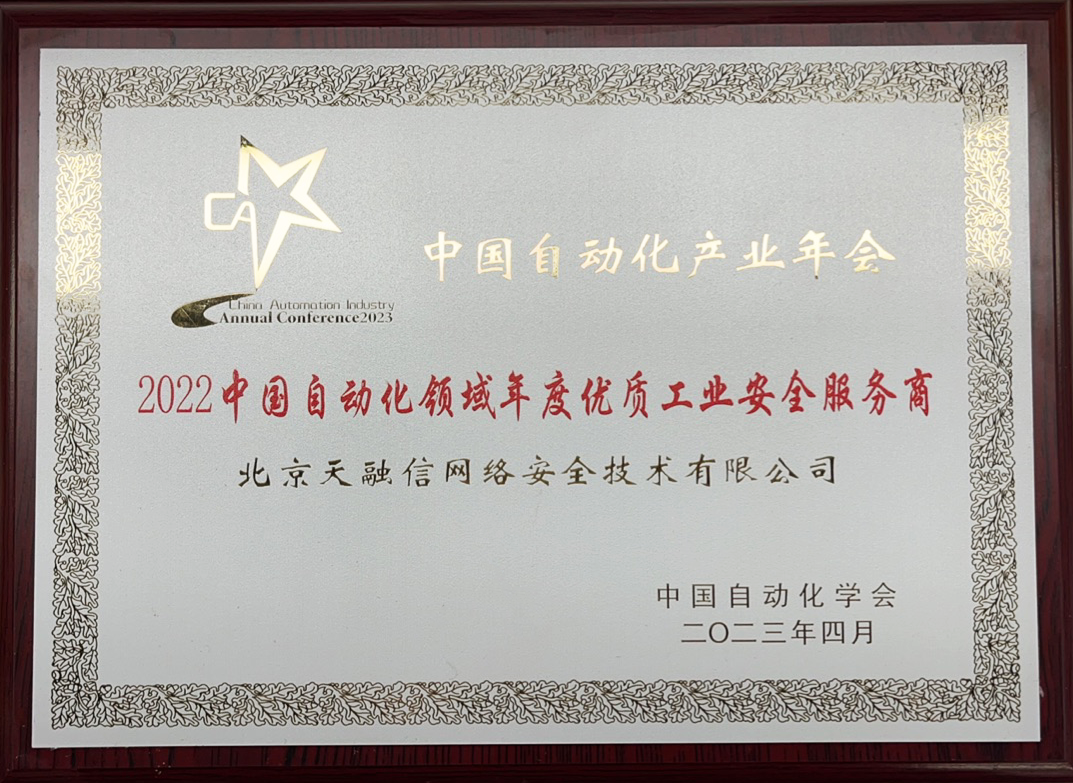 CA
China Automation Industry
Annual Conference2023
中国自动化产业年会
2022中国自动化领域年度优质工业安全服务商
北京天融信网络安全技术有限公司
中国自动化学会
二〇二三年四月